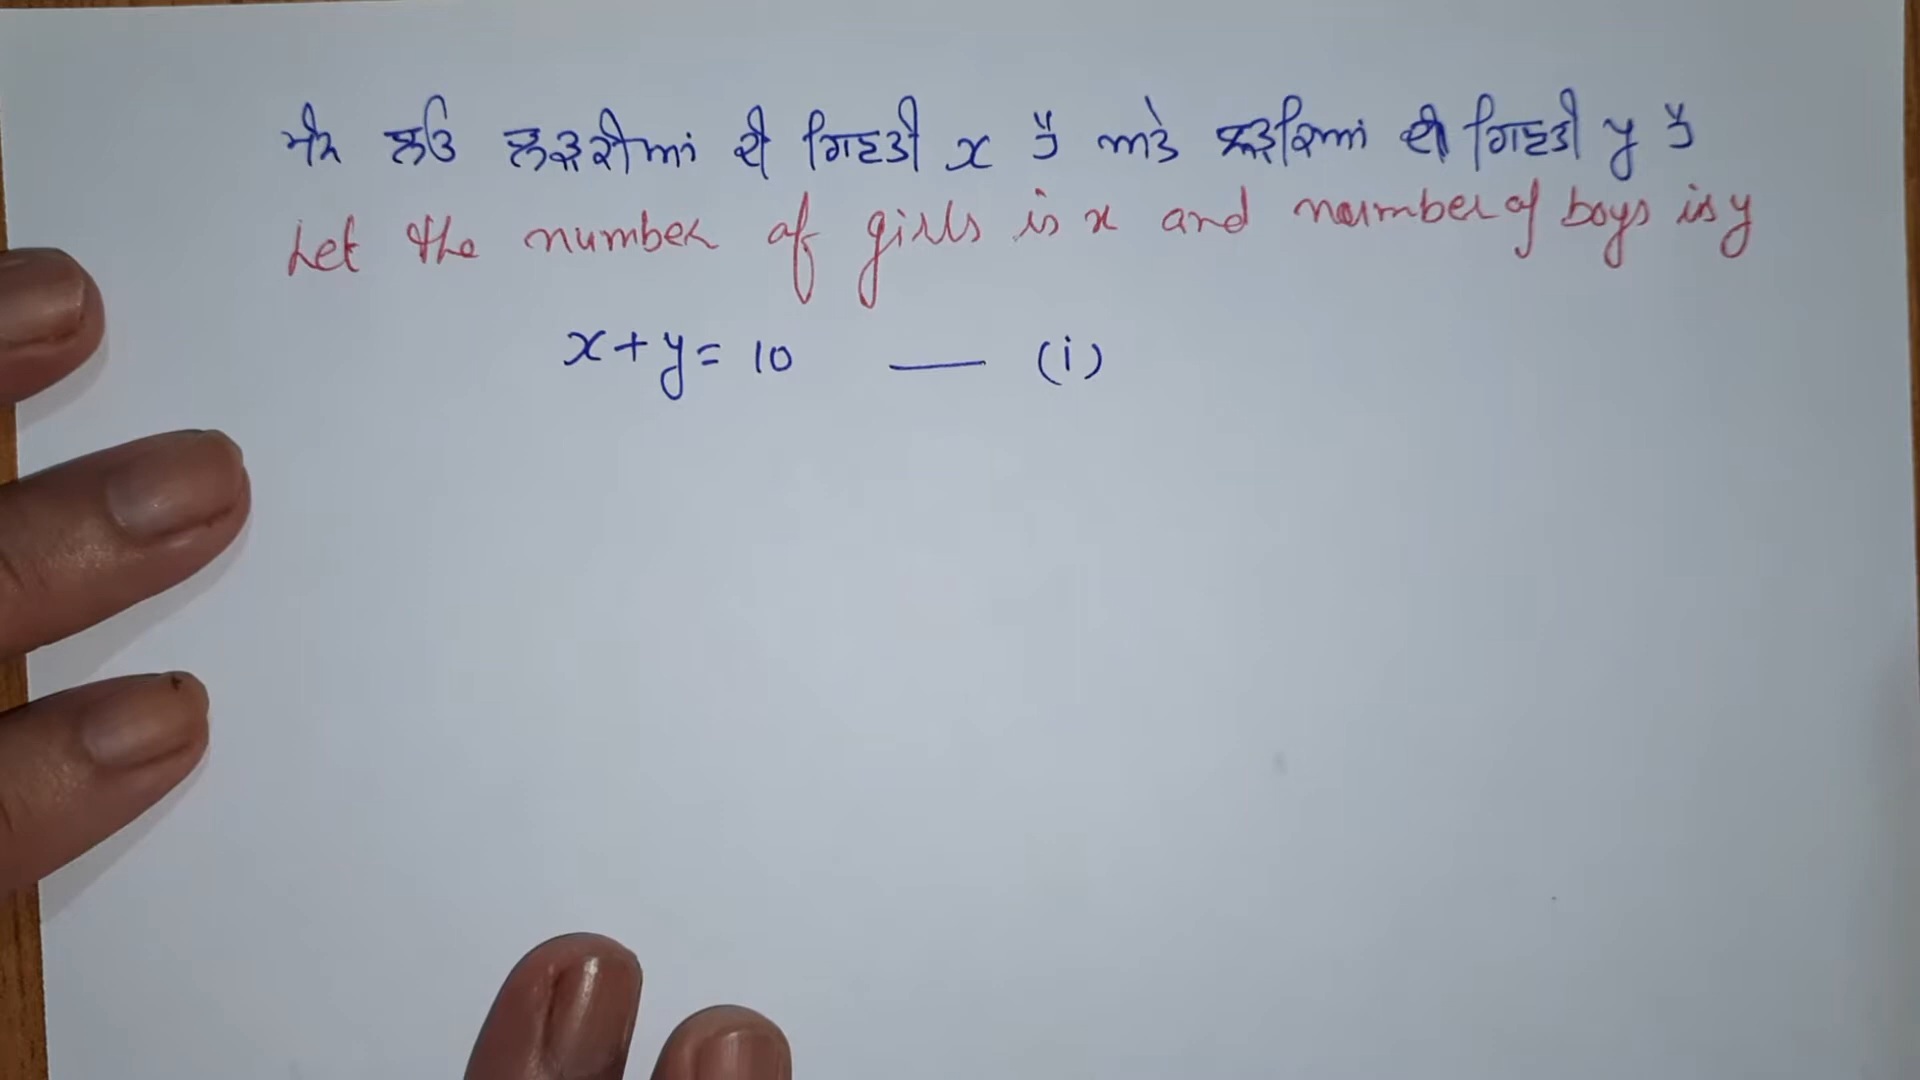 ਮੰਨ ਲਓ ਲੜਕੀਆਂ ਦੀ ਗਿਣਤੀ x ਹੈ ਅਤੇ ਲੜਕਿਆਂ ਦੀ ਗਿਣਤੀ y ਹੈ
Let the number of girls is x and number of boys is y
x + y = 10 — (i)